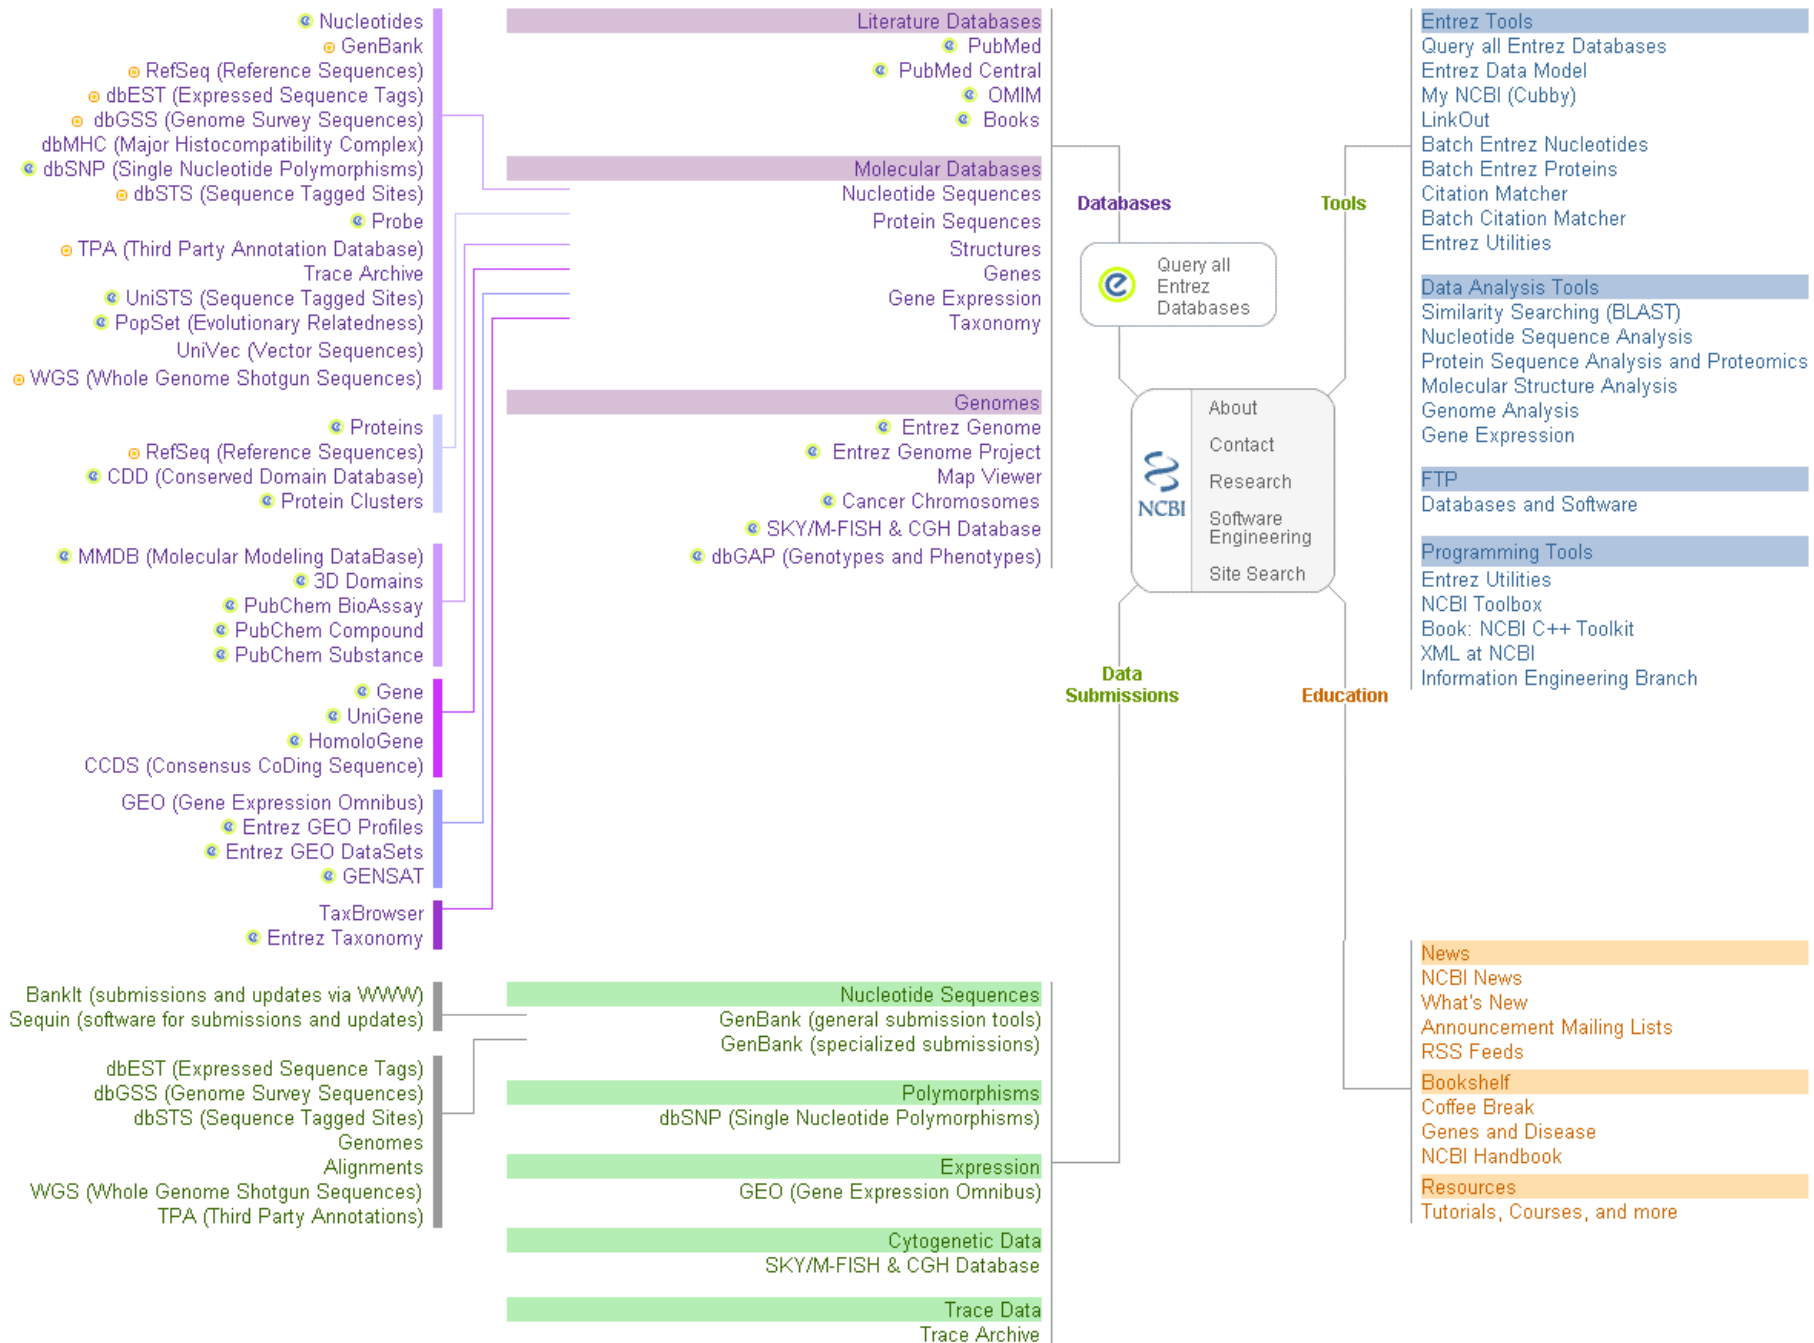 Nucleotides
GenBank
RefSeq (Reference Sequences)
dbEST (Expressed Sequence Tags)
dbGSS (Genome Survey Sequences)
dbMHC (Major Histocompatibility Complex)
dbSNP (Single Nucleotide Polymorphisms)
dbSTS (Sequence Tagged Sites)
Probe
TPA (Third Party Annotation Database)
Trace Archive
UniSTS (Sequence Tagged Sites)
PopSet (Evolutionary Relatedness)
UniVec (Vector Sequences)
WGS (Whole Genome Shotgun Sequences)
Proteins
RefSeq (Reference Sequences)
CDD (Conserved Domain Database)
Protein Clusters
MMDB (Molecular Modeling DataBase)
3D Domains
PubChem BioAssay
PubChem Compound
PubChem Substance
Gene
UniGene
HomoloGene
CCDS (Consensus CoDing Sequence)
GEO (Gene Expression Omnibus)
Entrez GEO Profiles
Entrez GEO DataSets
GENSAT
TaxBrowser
Entrez Taxonomy
BankIt (submissions and updates via WWW)
Sequin (software for submissions and updates)
dbEST (Expressed Sequence Tags)
dbGSS (Genome Survey Sequences)
dbSTS (Sequence Tagged Sites)
Genomes
Alignments
WGS (Whole Genome Shotgun Sequences)
TPA (Third Party Annotations)
Literature Databases
PubMed
PubMed Central
OMIM
Books
Molecular Databases
Nucleotide Sequences
Protein Sequences
Structures
Genes
Gene Expression
Taxonomy
Genomes
Entrez Genome
Entrez Genome Project
Map Viewer
Cancer Chromosomes
SKY/M-FISH & CGH Database
dbGAP (Genotypes and Phenotypes)
Nucleotide Sequences
GenBank (general submission tools)
GenBank (specialized submissions)
Polymorphisms
dbSNP (Single Nucleotide Polymorphisms)
Expression
GEO (Gene Expression Omnibus)
Cytogenetic Data
SKY/M-FISH & CGH Database
Trace Data
Trace Archive
Databases
Tools
Query all
Entrez
Databases
NCBI
About
Contact
Research
Software
Engineering
Site Search
Data
Submissions
Education
Entrez Tools
Query all Entrez Databases
Entrez Data Model
My NCBI (Cubby)
LinkOut
Batch Entrez Nucleotides
Batch Entrez Proteins
Citation Matcher
Batch Citation Matcher
Entrez Utilities
Data Analysis Tools
Similarity Searching (BLAST)
Nucleotide Sequence Analysis
Protein Sequence Analysis and Proteomics
Molecular Structure Analysis
Genome Analysis
Gene Expression
FTP
Databases and Software
Programming Tools
Entrez Utilities
NCBI Toolbox
Book: NCBI C++ Toolkit
XML at NCBI
Information Engineering Branch
News
NCBI News
What's New
Announcement Mailing Lists
RSS Feeds
Bookshelf
Coffee Break
Genes and Disease
NCBI Handbook
Resources
Tutorials, Courses, and more